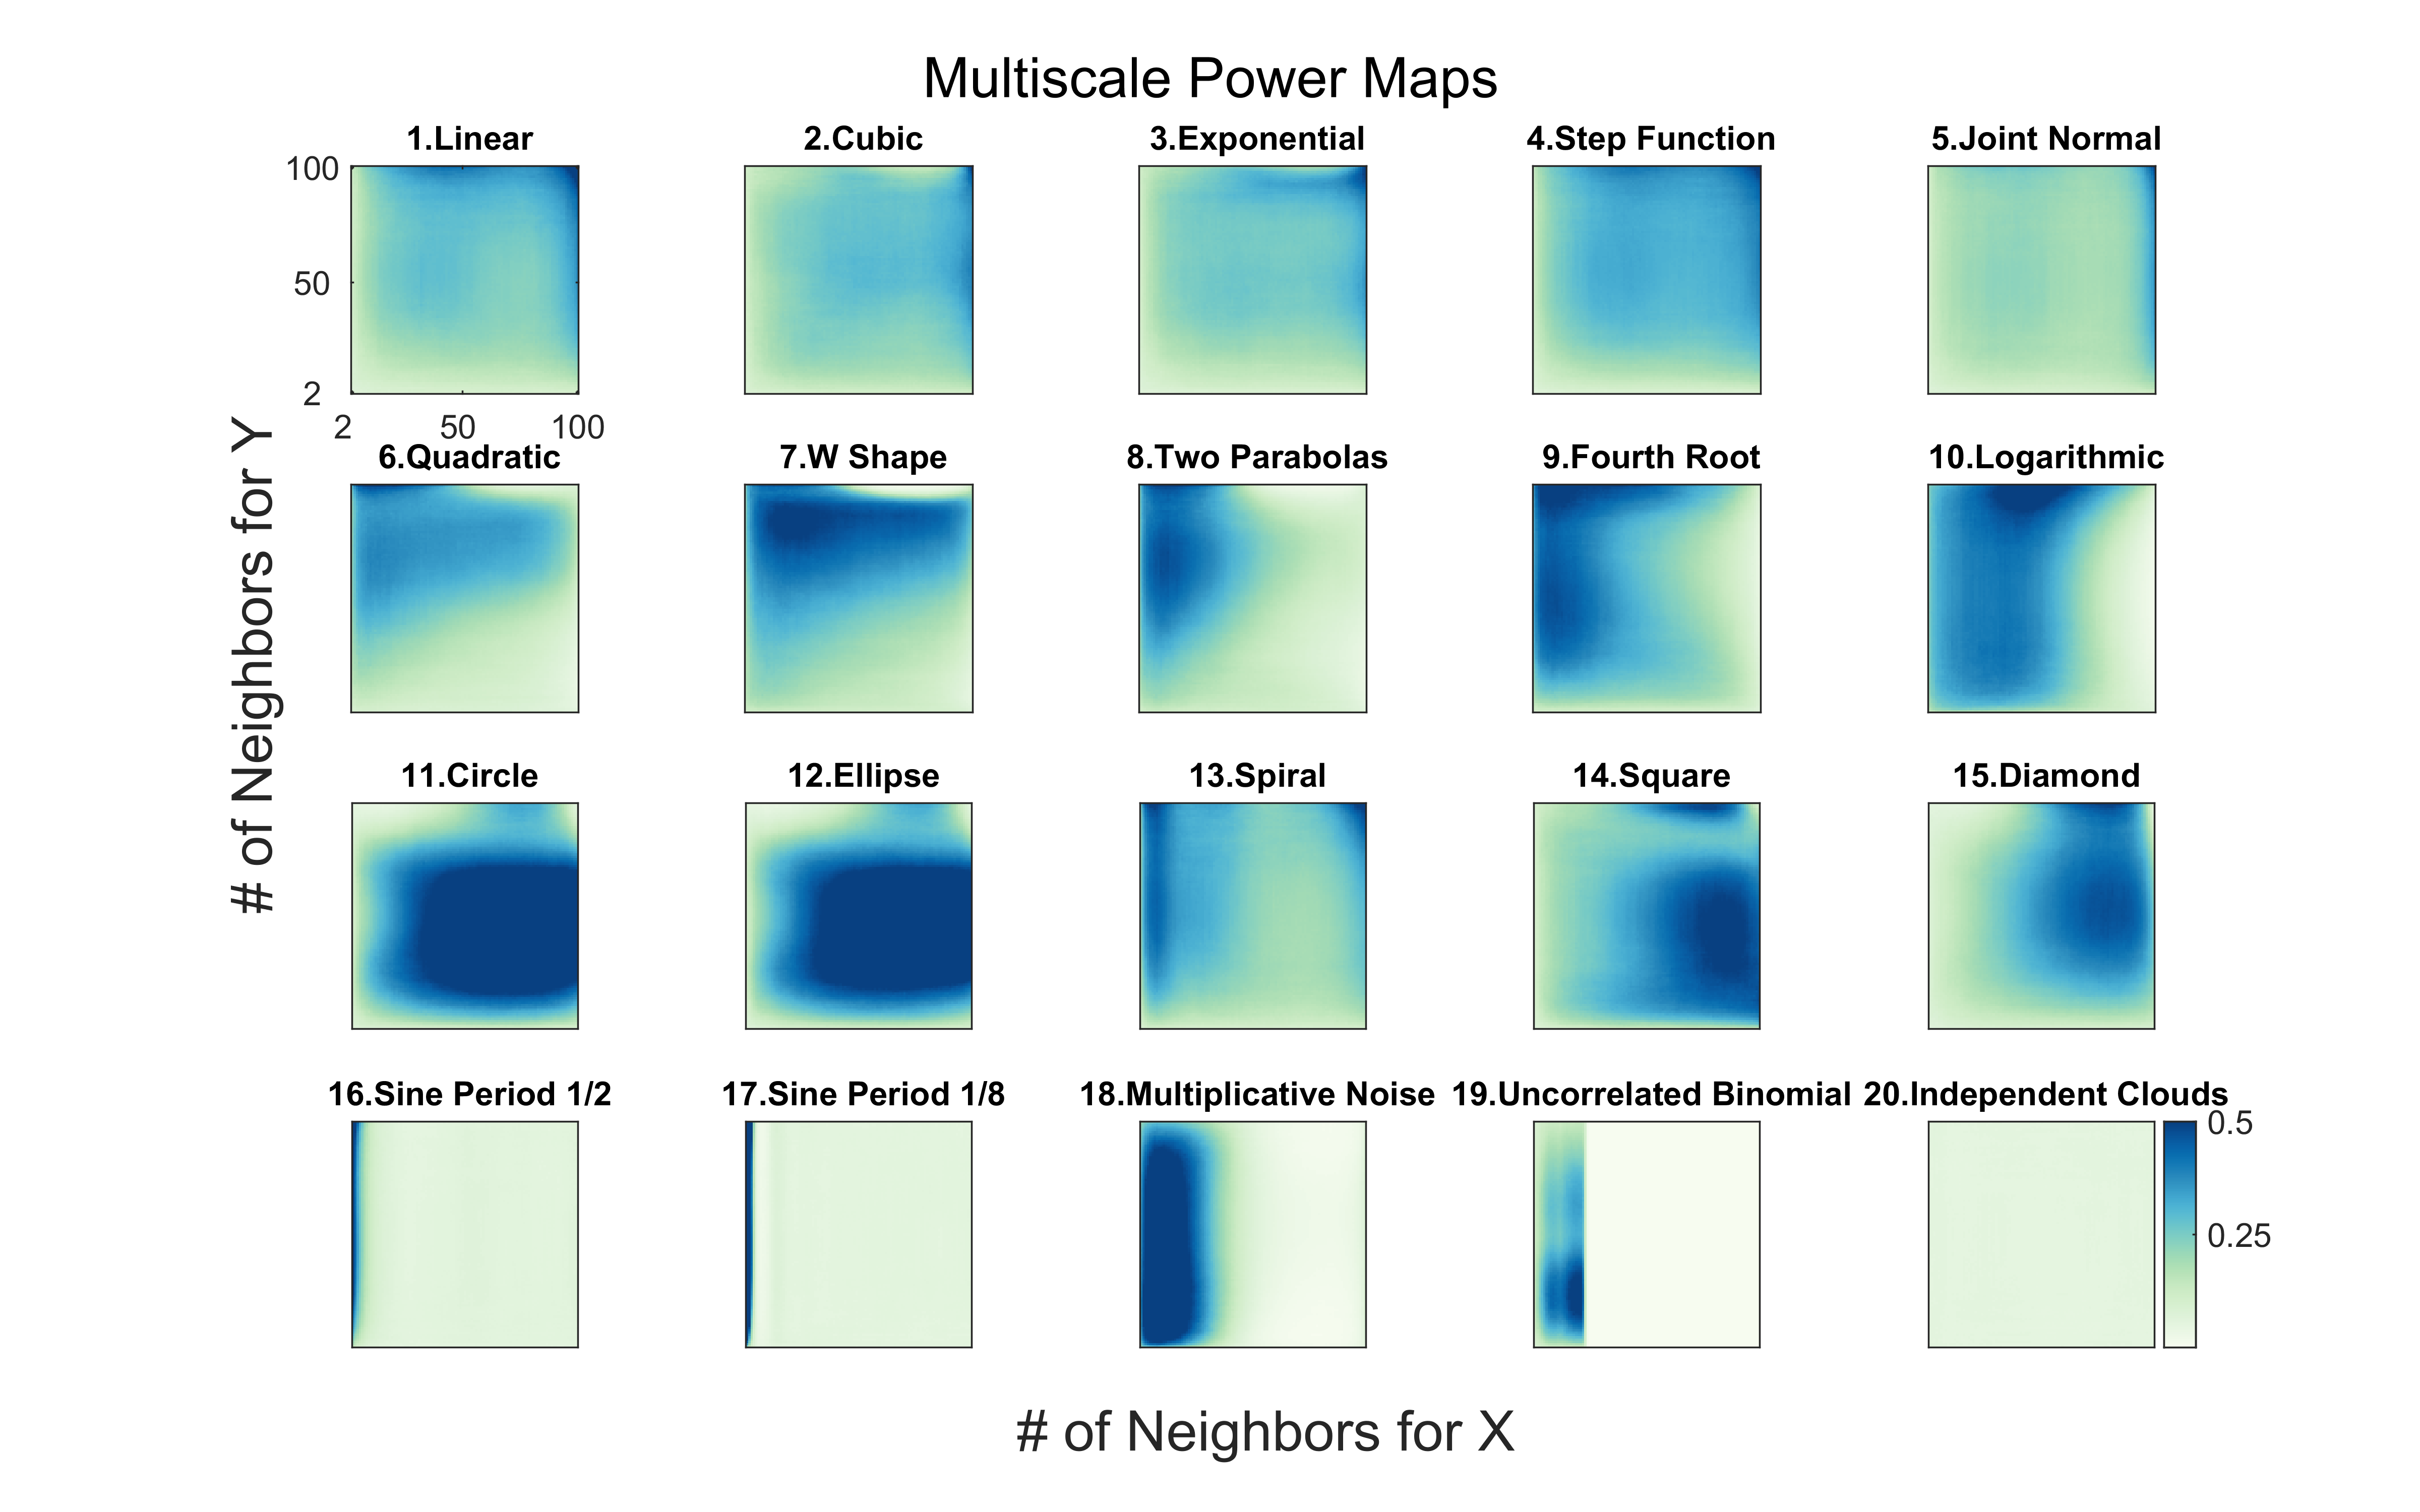 Multiscale Power Maps
1.Linear
2.Cubic
3.Exponential
4.Step Function
5.Joint Normal
100
50
2
2
50
100
# of Neighbors for Y
6.Quadratic
7.W Shape
8.Two Parabolas
9.Fourth Root
10.Logarithmic
11.Circle
12.Ellipse
13.Spiral
14.Square
15.Diamond
16.Sine Period 1/2
17.Sine Period 1/8
18.Multiplicative Noise
19.Uncorrelated Binomial
20.Independent Clouds
0.5
0.25
# of Neighbors for X